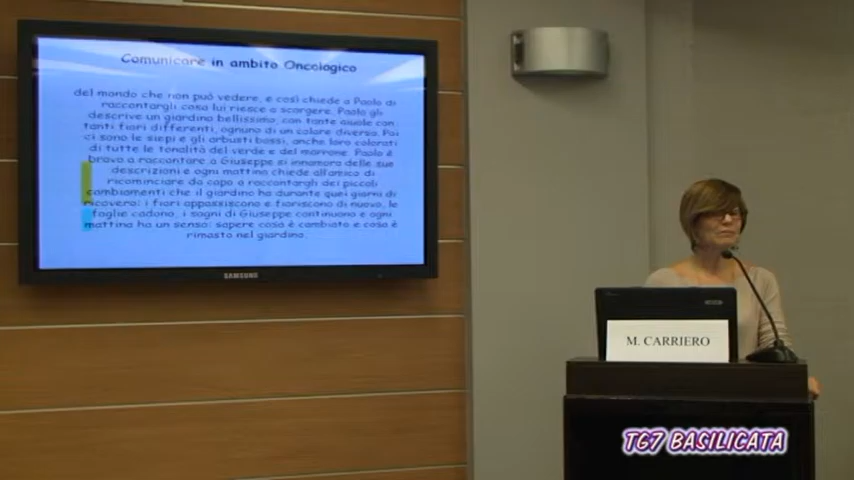 Comunicare in ambito Oncologico
del mondo che non può vedere, e così chiede a Paolo di
raccontargli cosa lui riesce a scorgere. Paolo gli
descrive un giardino bellissimo, con tante aiuole con
tanti fiori differenti, ognuno di un colore diverso. Poi
ci sono le siepi e gli arbusti bassi, anche loro colorati
di tutte le tonalità del verde e del marrone. Paolo è
bravo a raccontare a Giuseppe si innamora delle sue
descrizioni e ogni mattina chiede all'amico di
ricominciare da capo a raccontargli dei piccoli
cambiamenti che il giardino ha durante quei giorni di
ricovero: i fiori appassiscono e fioriscono di nuovo, le
foglie cadono, i sogni di Giuseppe continuano e ogni
mattina ha un senso: sapere cosa è cambiato e cosa è
rimasto nel giardino.
SAMSUNG
M. CARRIERO
TG7 BASILICATA